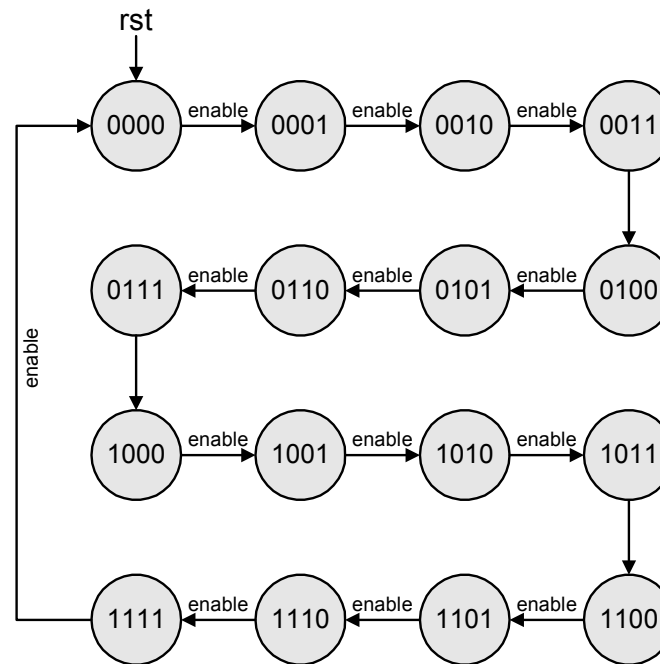 rst
0000 enable 0001 enable 0010 enable 0011
0111 enable 0110 enable 0101 enable 0100
enable
1000 enable 1001 enable 1010 enable 1011
1111 enable 1110 enable 1101 enable 1100